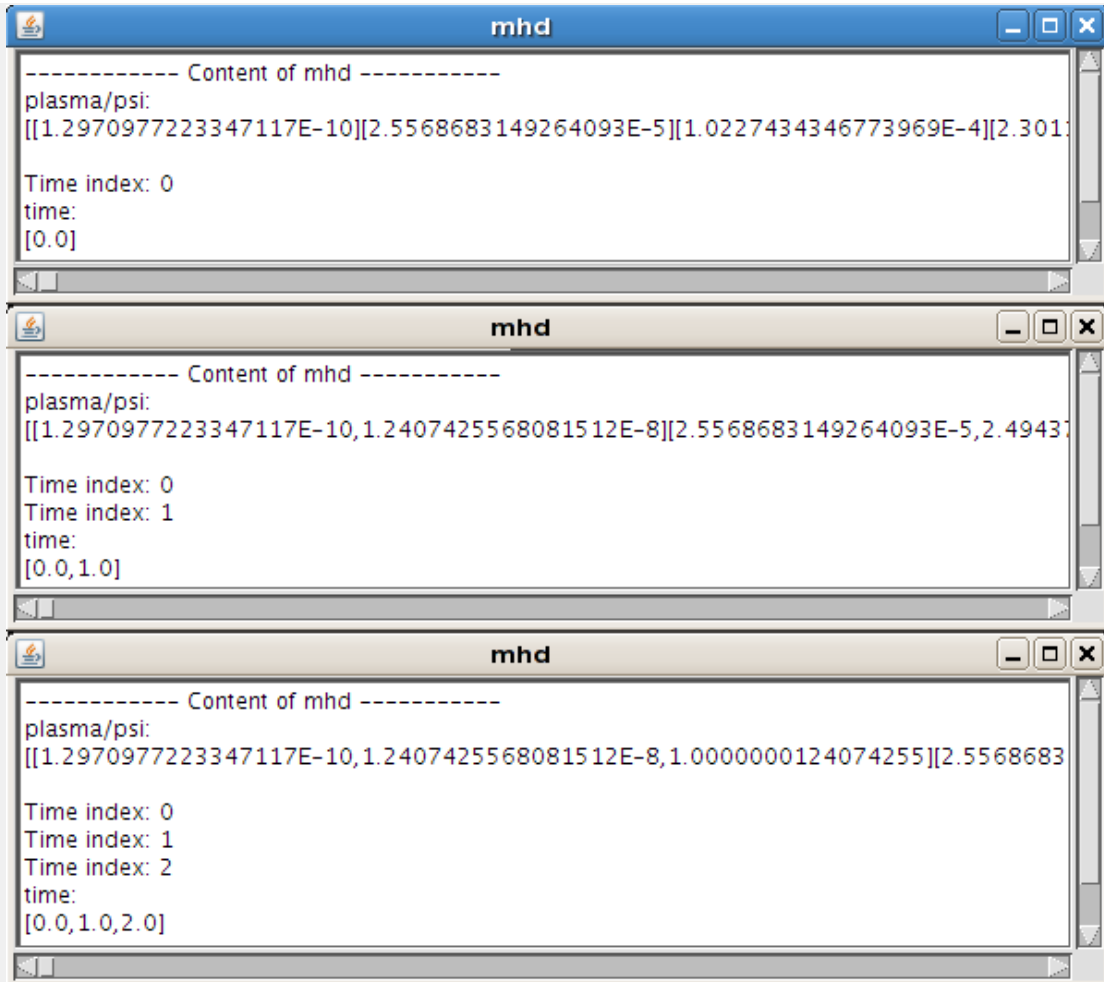 mhd
------------ Content of mhd -----------
plasma/psi:
[[1.2970977223347117E-10][2.5568683149264093E-5][1.0227434346773969E-4][2.301
Time index: 0
time:
[0.0]
mhd
------------ Content of mhd -----------
plasma/psi:
[[1.2970977223347117E-10,1.2407425568081512E-8][2.5568683149264093E-5,2.4943
Time index: 0
Time index: 1
time:
[0.0,1.0]
mhd
------------ Content of mhd -----------
plasma/psi:
[[1.2970977223347117E-10,1.2407425568081512E-8,1.0000000124074255][2.5568683
Time index: 0
Time index: 1
Time index: 2
time:
[0.0,1.0,2.0]